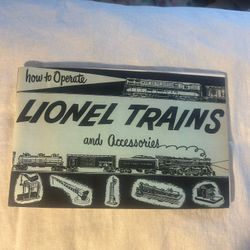 how to Operate
LIONEL TRAINS
and Accessories